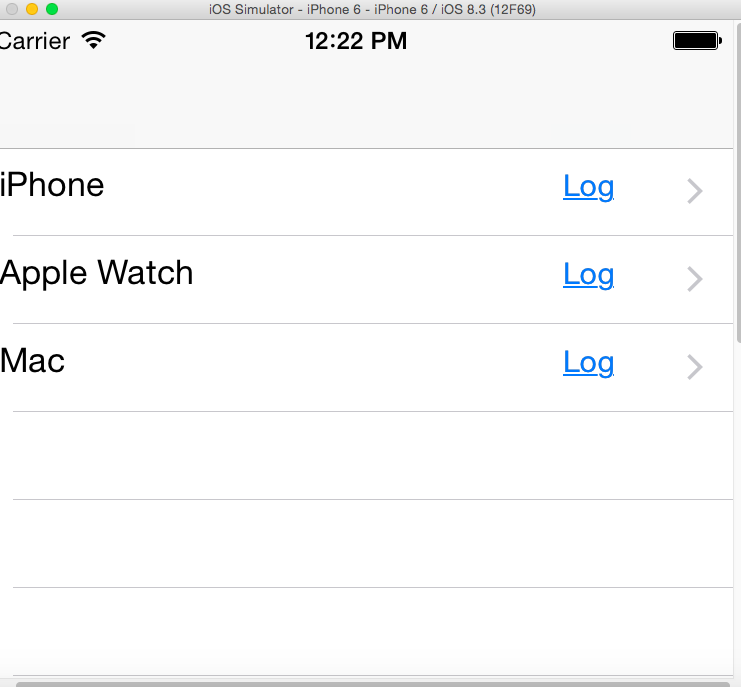 iOS Simulator - iPhone 6 - iPhone 6 / iOS 8.3 (12F69)
Carrier 12:22 PM
iPhone Log
Apple Watch Log
Mac Log